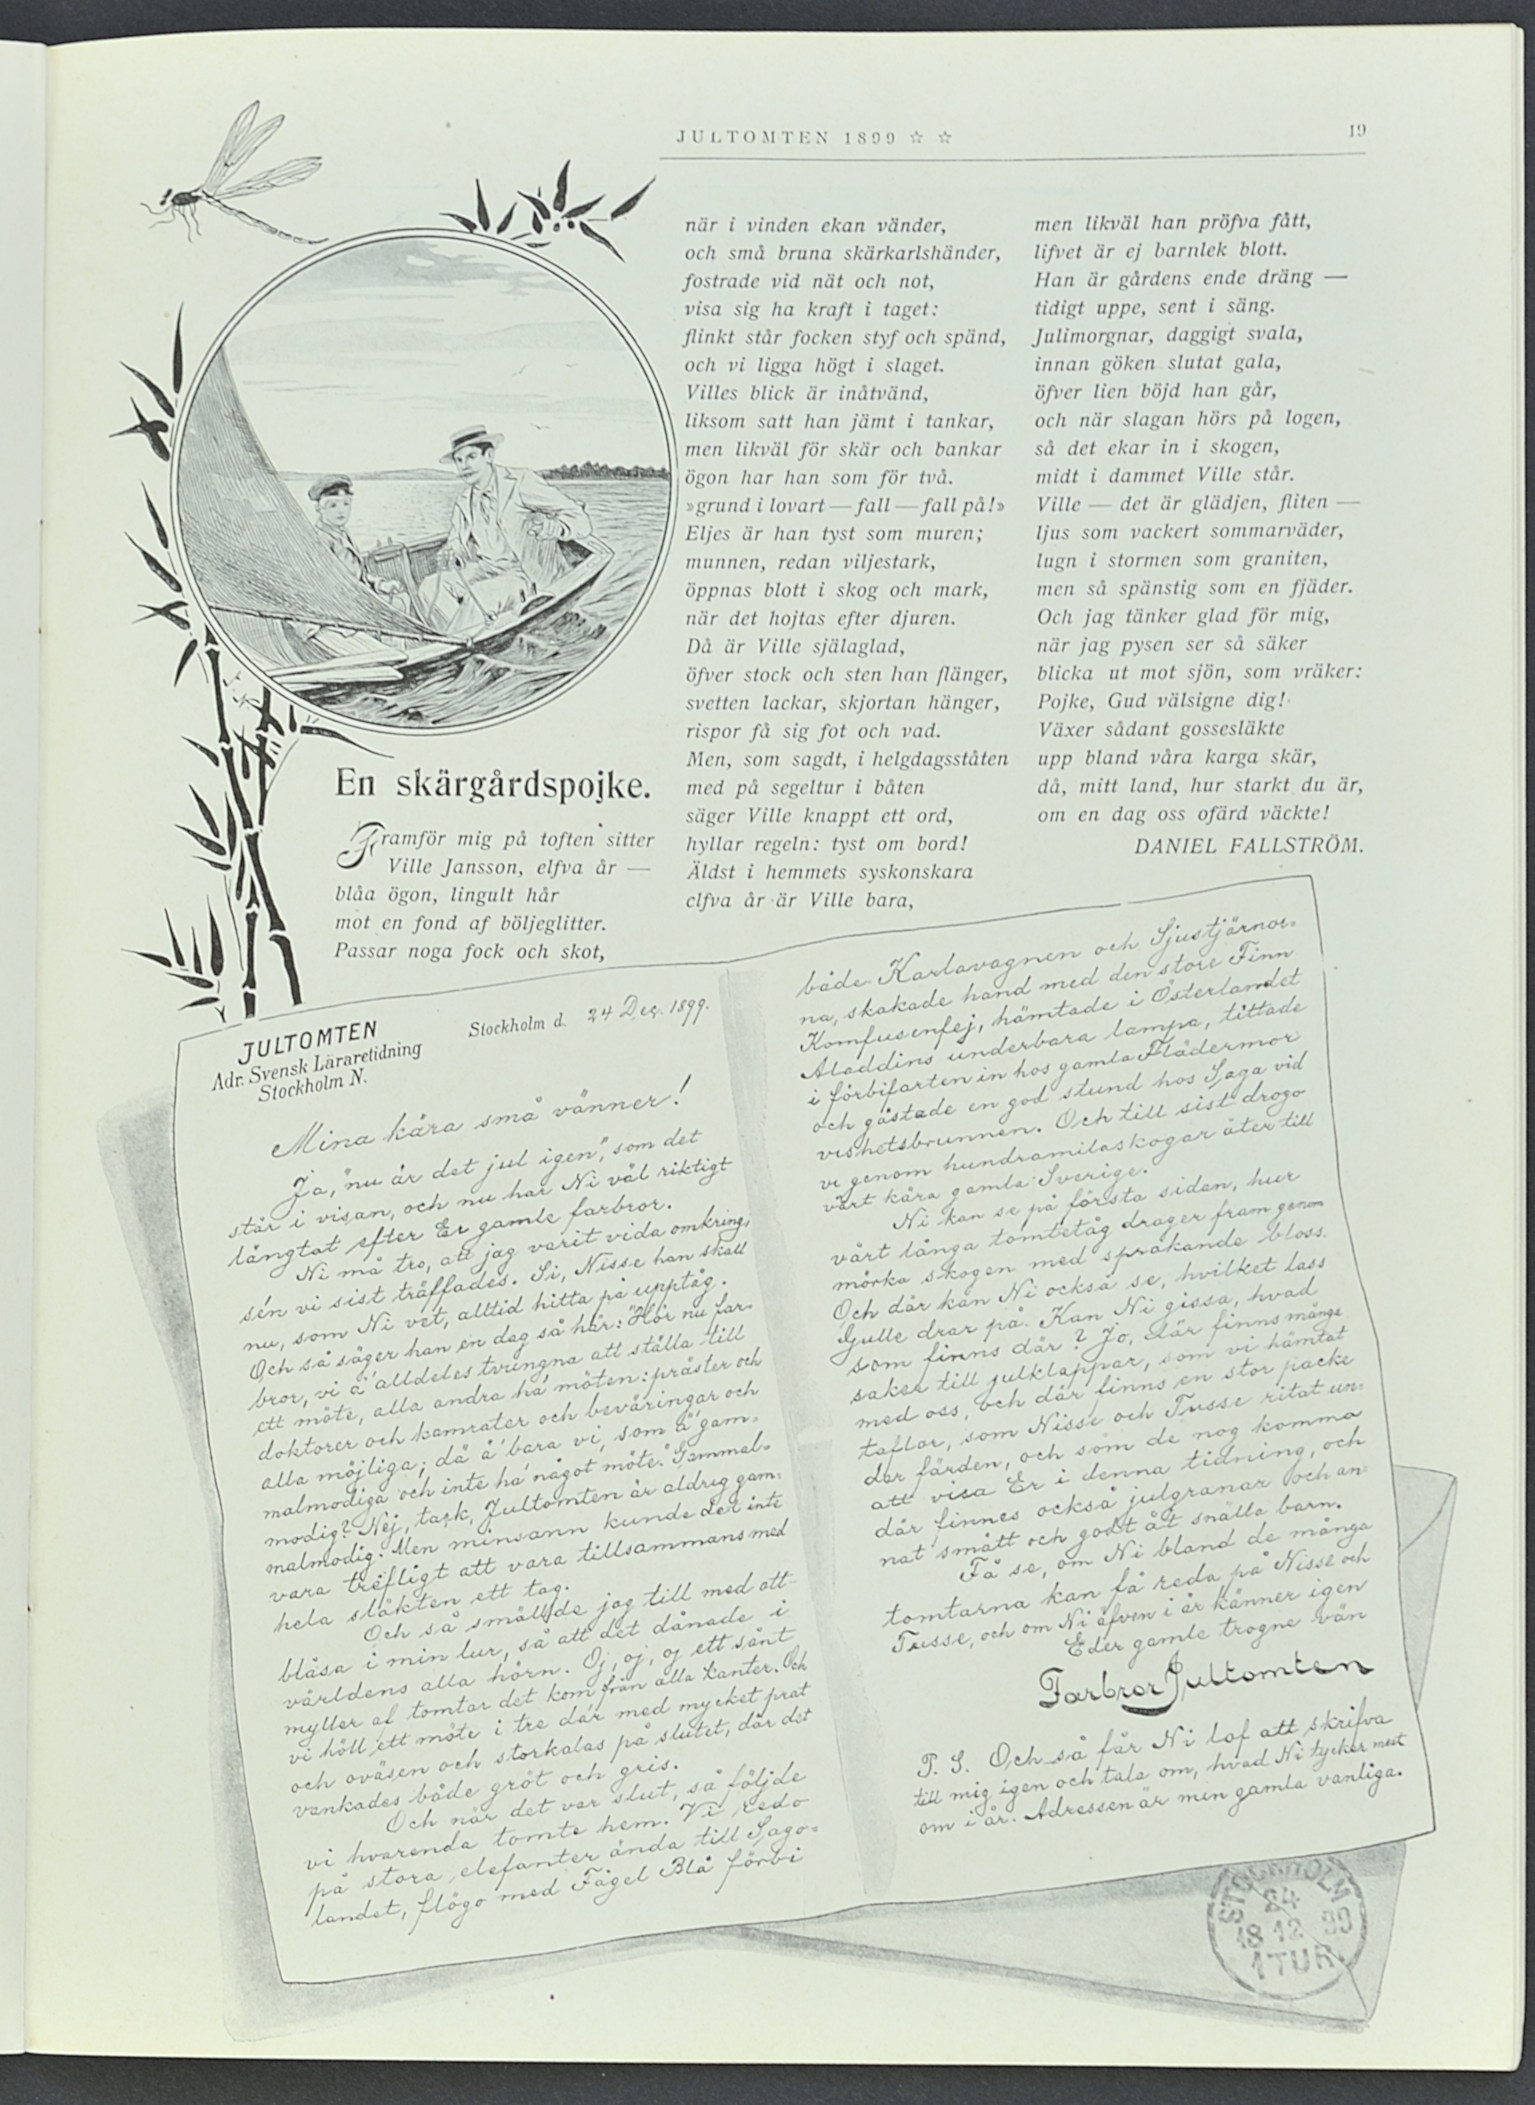 JULTOMTEN 1899 ☆ ☆
19
En skärgårdspojke.
Framför mig på toften sitter
Ville Jansson, elfva år —
blåa ögon, lingult hår
mot en fond af böljeglitter.
Passar noga fock och skot,
när i vinden ekan vänder,
och små bruna skärkarlshänder,
fostrade vid nät och not,
visa sig ha kraft i taget:
flinkt står focken styf och spänd,
och vi ligga högt i slaget.
Villes blick är inåtvänd,
liksom satt han jämt i tankar,
men likväl för skär och bankar
ögon har han som för två.
»grund i lovart — fall — fall på!»
Eljes är han tyst som muren;
munnen, redan viljestark,
öppnas blott i skog och mark,
när det hojtas efter djuren.
Då är Ville själaglad,
öfver stock och sten han flänger,
svetten lackar, skjortan hänger,
rispor få sig fot och vad.
Men, som sagdt, i helgdagsståten
med på segeltur i båten
säger Ville knappt ett ord,
hyllar regeln: tyst om bord!
Äldst i hemmets syskonskara
elfva år är Ville bara,
men likväl han pröfva fått,
lifvet är ej barnlek blott.
Han är gårdens ende dräng —
tidigt uppe, sent i säng.
Julimorgnar, daggigt svala,
innan göken slutat gala,
öfver lien böjd han går,
och när slagan hörs på logen,
så det ekar in i skogen,
midt i dammet Ville står.
Ville — det är glädjen, fliten —
ljus som vackert sommarväder,
lugn i stormen som graniten,
men så spänstig som en fjäder.
Och jag tänker glad för mig,
när jag pysen ser så säker
blicka ut mot sjön, som vräker:
Pojke, Gud välsigne dig!
Växer sådant gossesläkte
upp bland våra karga skär,
då, mitt land, hur starkt du är,
om en dag oss ofärd väckte!
DANIEL FALLSTRÖM.
JULTOMTEN
Adr. Svensk Läraretidning
Stockholm N.
Stockholm d. 24 Dec. 1899.
Mina kära små vänner!
Ja, "nu är det jul igen", som det
står i visan, och nu har Ni väl riktigt
längtat efter Er gamle farbror.
Ni må tro, att jag varit vida omkring,
sén vi sist träffades. Si, Nisse han skall
nu, som Ni vet, alltid hitta på upptåg.
Och så säger han en dag så här: "Hör nu far-
bror, vi ä' alldeles tvungna att ställa till
ett möte, alla andra ha' möten: präster och
doktorer och kamrater och beväringar och
alla möjliga; då ä' bara vi, som ä' gam-
malmodiga och inte ha' något möte." Gammal-
modig? Nej, tack, Jultomten är aldrig gam-
malmodig. Men minsann kunde det inte
vara trefligt att vara tillsammans med
hela släkten ett tag.
Och så smällde jag till med att
blåsa i min lur, så att det dånade i
världens alla hörn. Oj, oj, oj ett sånt
myller af tomtar det kom från alla kanter. Och
vi höll ett möte i tre dar med mycket prat
och oväsen och storkalas på slutet, där det
vankades både gröt och gris.
Och när det var slut, så följde
vi hvarenda tomte hem. Vi redo
på stora elefanter ända till Sago-
landet, flögo med Fågel Blå förbi
både Karlavagnen och Sjustjärnor-
na, skakade hand med den store Finn
Komfusenfej, hämtade i Österlandet
Aladdins underbara lampa, tittade
i förbifarten in hos gamla Flädermor
och gästade en god stund hos Saga vid
vishetsbrunnen. Och till sist drogo
vi genom hundramilaskogar åter till
vårt kära gamla Sverige.
Ni kan se på första sidan, hur
vårt långa tomtetåg drager fram genom
mörka skogen med sprakande bloss.
Och där kan Ni också se, hvilket lass
Gulle drar på. Kan Ni gissa, hvad
som finns där? Jo, där finns många
saker till julklappar, som vi hämtat
med oss, och där finns en stor packe
taflor, som Nisse och Tusse ritat un-
der färden, och som de nog komma
att visa Er i denna tidning, och
där finnes också julgranar och an-
nat smått och godt åt snälla barn.
Få se, om Ni bland de många
tomtarna kan få reda på Nisse och
Tusse, och om Ni äfven i år känner igen
Eder gamle trogne vän
Farbror Jultomten
P. S. Och så får Ni lof att skrifva
till mig igen och tala om, hvad Ni tycker mest
om i år. Adressen är min gamla vanliga.
STOCKHOLM
24
18 12 99
1 TUR.